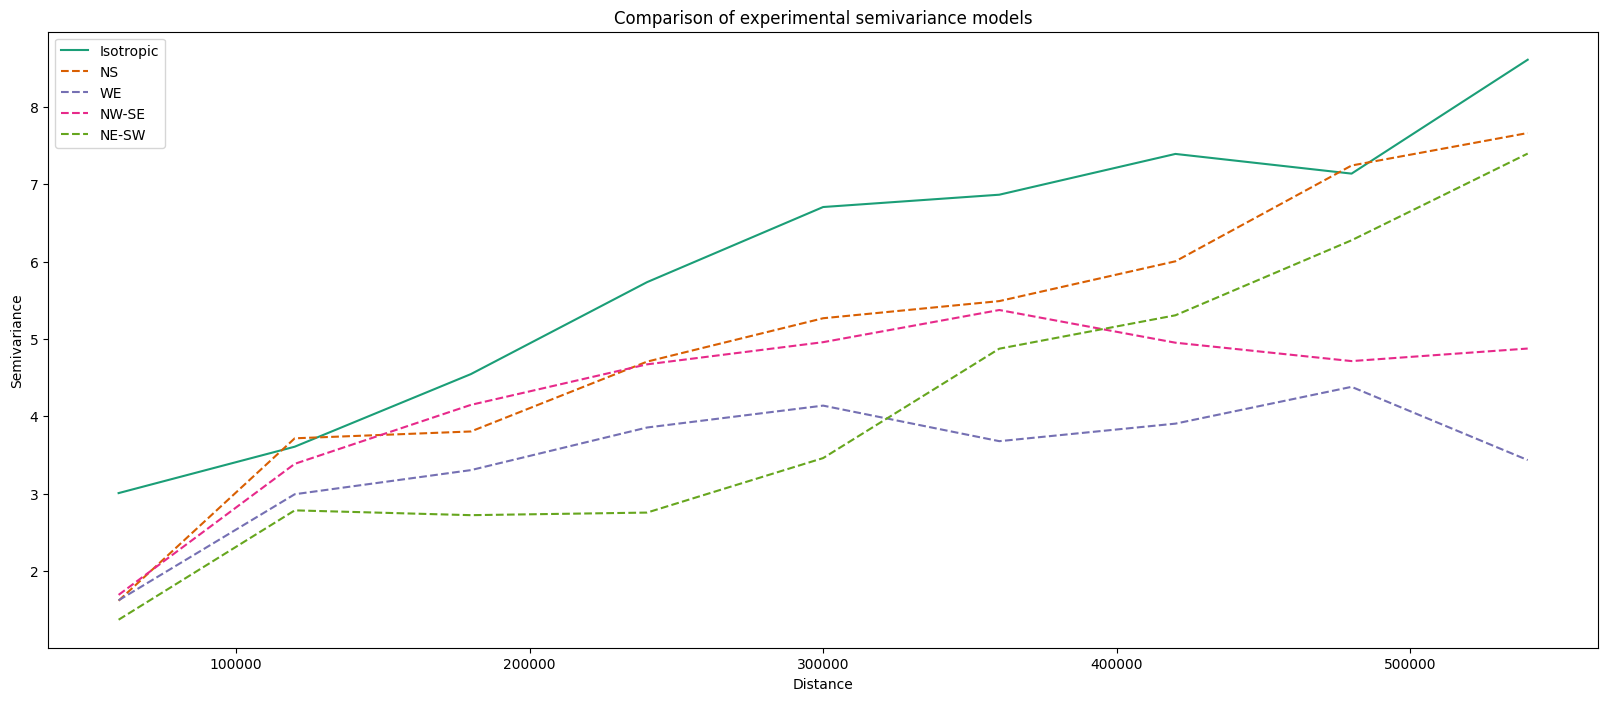 Comparison of experimental semivariance models
Isotropic
NS
WE
NW-SE
NE-SW
Semivariance
8
7
6
5
4
3
2
100000
200000
300000
400000
500000
Distance